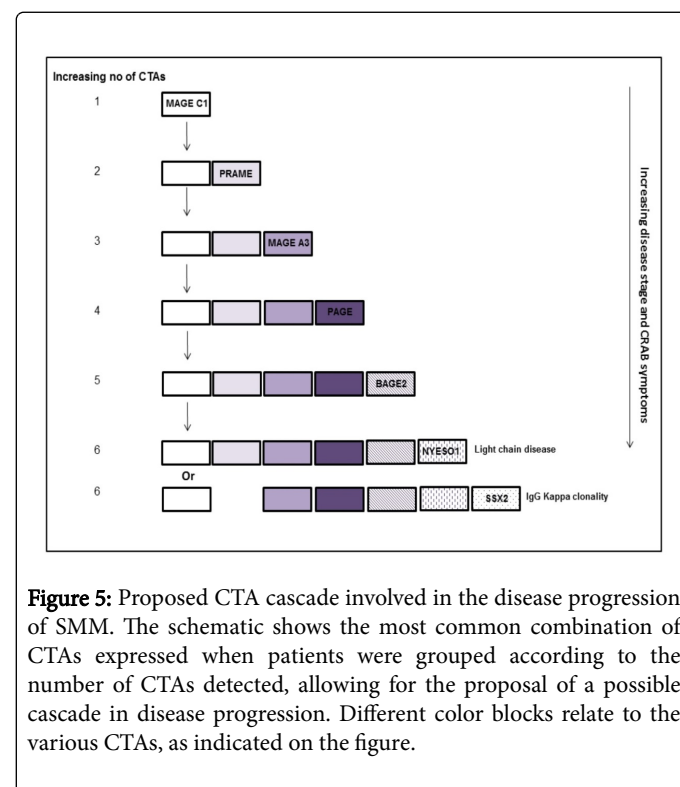 Increasing no of CTAs
1 MAGE C1
2 PRAME
3 MAGE A3
4 PAGE
5 BAGE2
6 NYESO1 Light chain disease
Or
6 SSX2 IgG Kappa clonality
Increasing disease stage and CRAB symptoms
Figure 5: Proposed CTA cascade involved in the disease progression
of SMM. The schematic shows the most common combination of
CTAs expressed when patients were grouped according to the
number of CTAs detected, allowing for the proposal of a possible
cascade in disease progression. Different color blocks relate to the
various CTAs, as indicated on the figure.